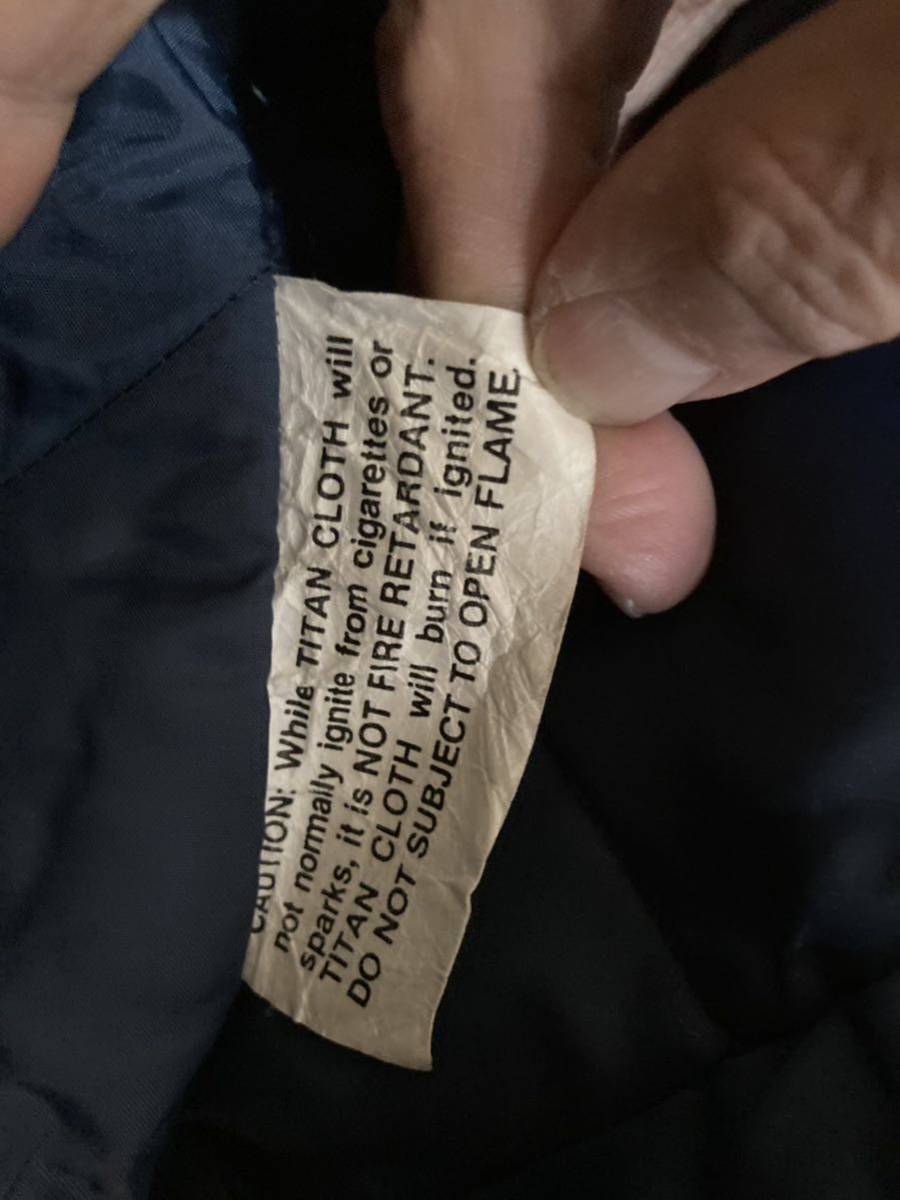 CAUTION: While TITAN CLOTH will
not normally ignite from cigarettes or
sparks, it is NOT FIRE RETARDANT.
TITAN CLOTH will burn if ignited.
DO NOT SUBJECT TO OPEN FLAME.